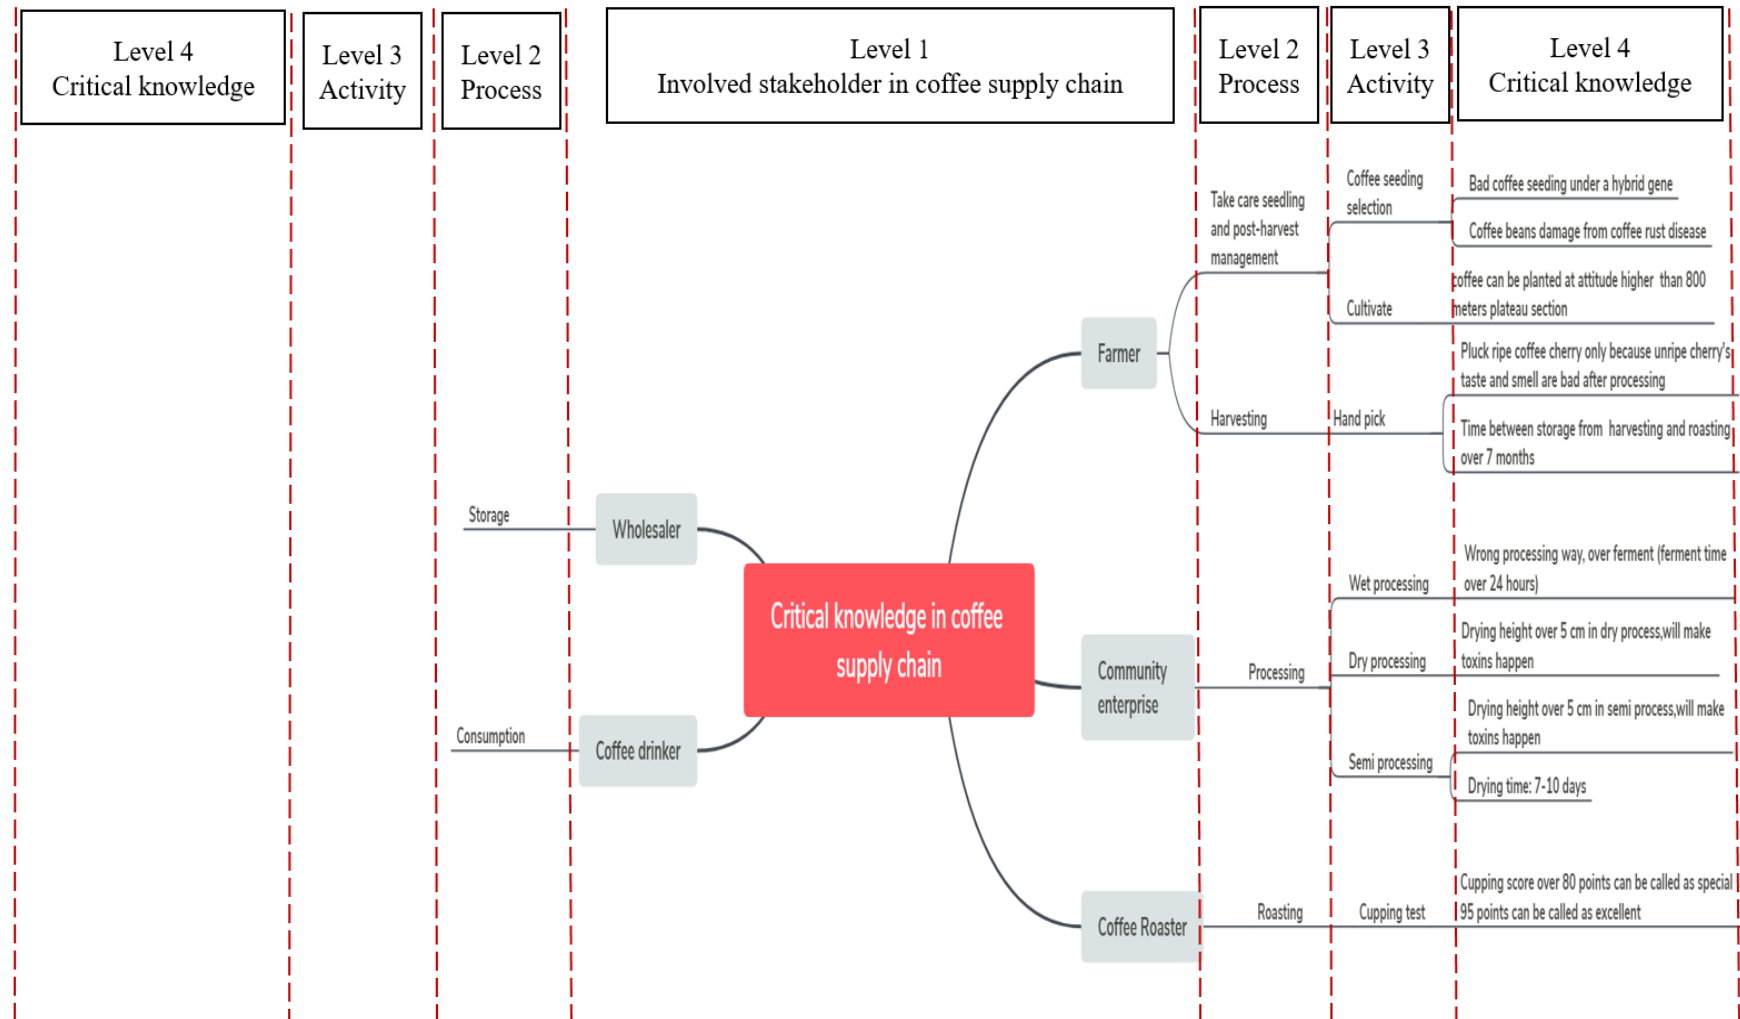 Level 4
Critical knowledge
Level 3
Activity
Level 2
Process
Level 1
Involved stakeholder in coffee supply chain
Level 2
Process
Level 3
Activity
Level 4
Critical knowledge
Storage
Wholesaler
Consumption
Coffee drinker
Critical knowledge in coffee
supply chain
Farmer
Take care seedling
and post-harvest
management
Coffee seeding
selection
Bad coffee seeding under a hybrid gene
Coffee beans damage from coffee rust disease
Cultivate
coffee can be planted at attitude higher than 800
meters plateau section
Harvesting
Hand pick
Pluck ripe coffee cherry only because unripe cherry's
taste and smell are bad after processing
Time between storage from harvesting and roasting
over 7 months
Community
enterprise
Processing
Wet processing
Wrong processing way, over ferment (ferment time
over 24 hours)
Dry processing
Drying height over 5 cm in dry process,will make
toxins happen
Semi processing
Drying height over 5 cm in semi process,will make
toxins happen
Drying time: 7-10 days
Coffee Roaster
Roasting
Cupping test
Cupping score over 80 points can be called as special
95 points can be called as excellent